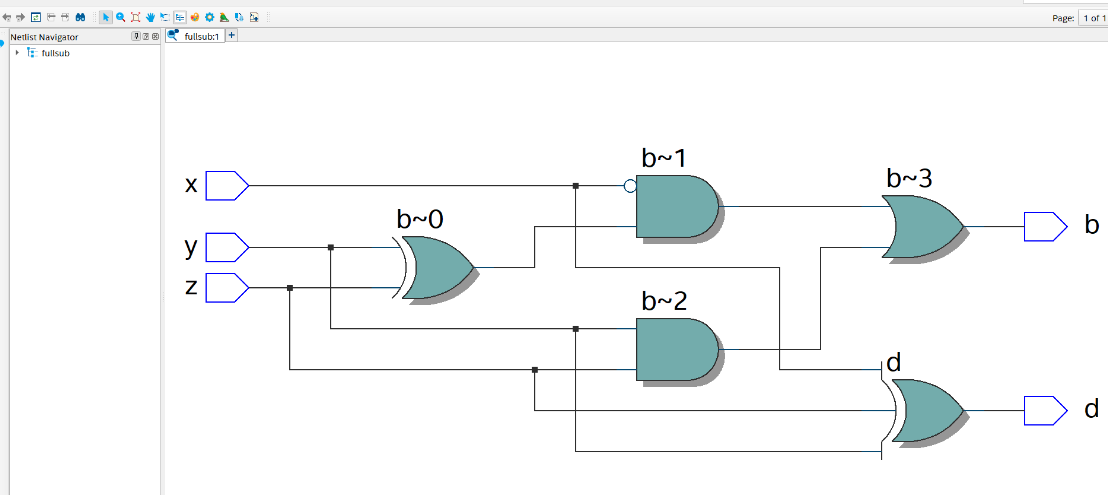 Page: 1 of 1
Netlist Navigator
fullsub
fullsub:1
+
b~1
x
b~3
b~0
y
b
z
b~2
d
d